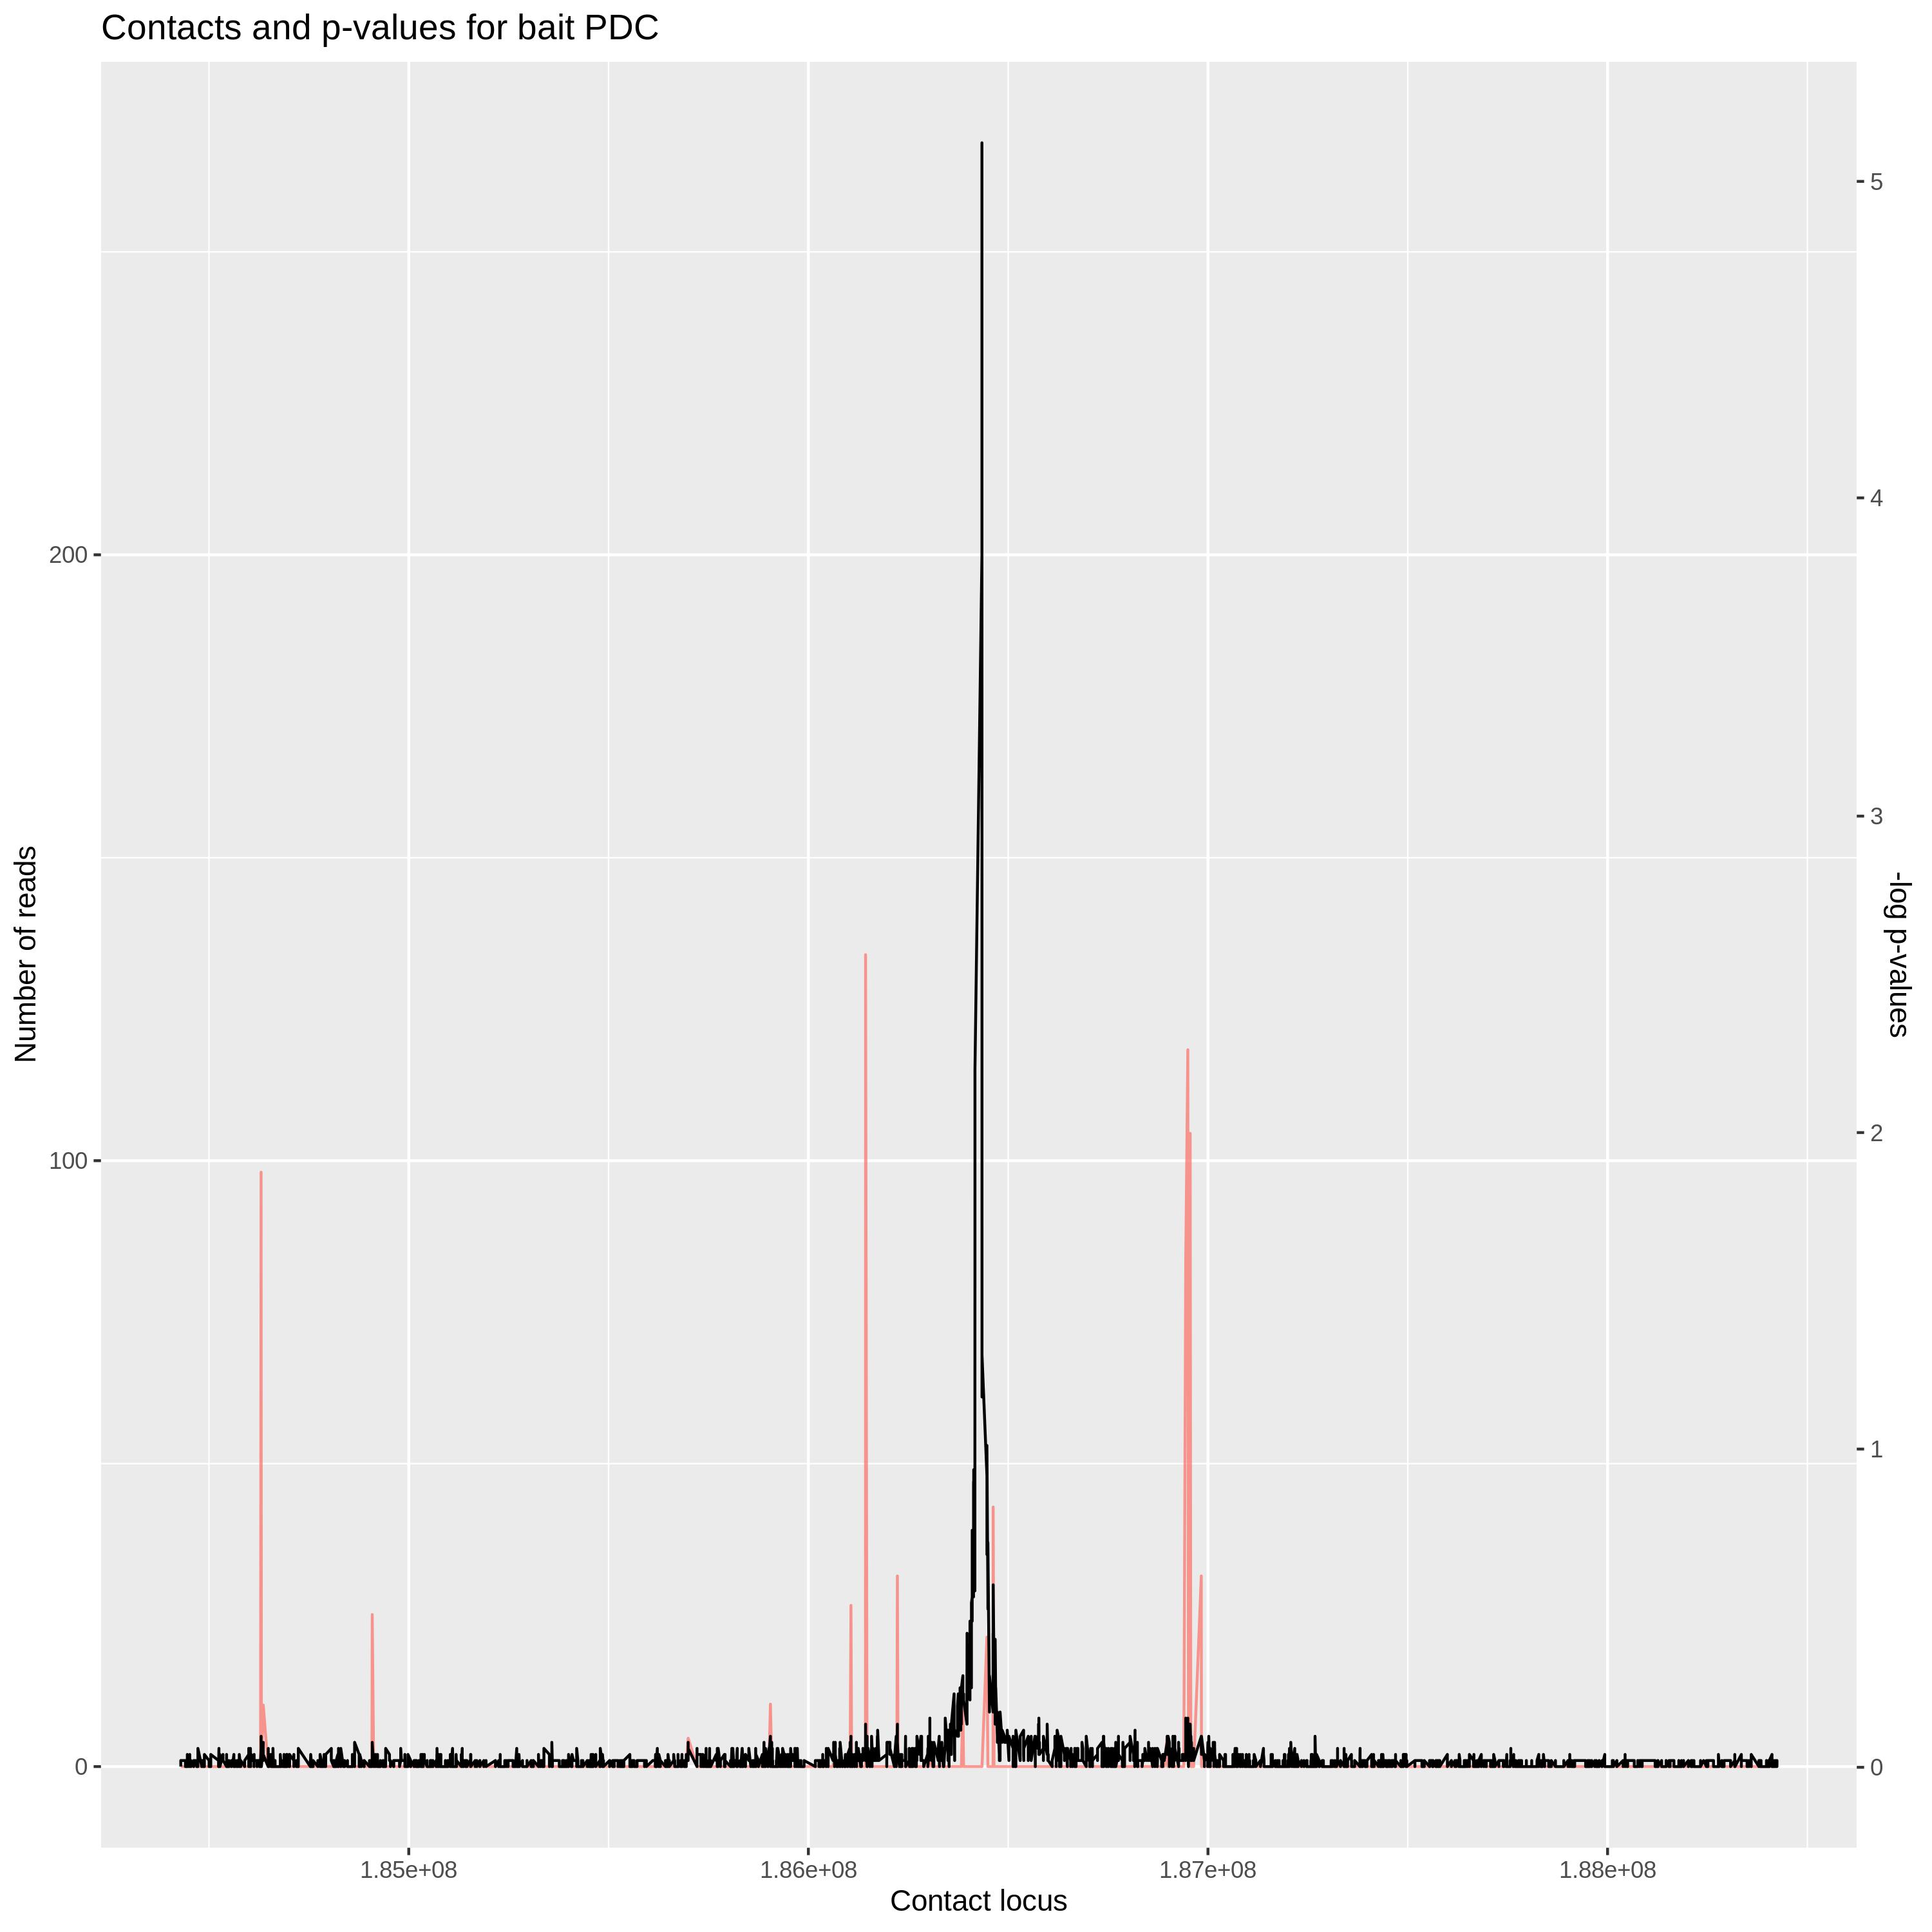 Contacts and p-values for bait PDC
Number of reads
200
100
0
5
4
3
2
1
0
-log p-values
1.85e+08
1.86e+08
1.87e+08
1.88e+08
Contact locus